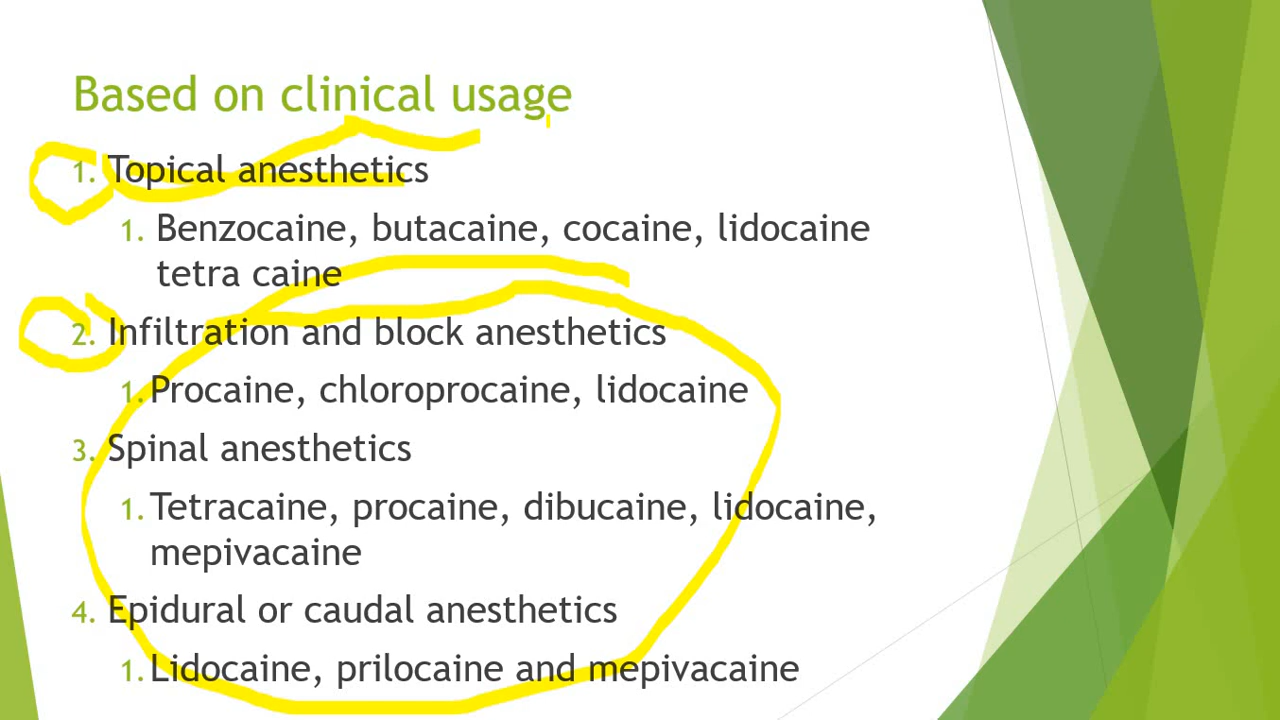 Based on clinical usage
1. Topical anesthetics
1. Benzocaine, butacaine, cocaine, lidocaine
tetra caine
2. Infiltration and block anesthetics
1. Procaine, chloroprocaine, lidocaine
3. Spinal anesthetics
1. Tetracaine, procaine, dibucaine, lidocaine,
mepivacaine
4. Epidural or caudal anesthetics
1. Lidocaine, prilocaine and mepivacaine